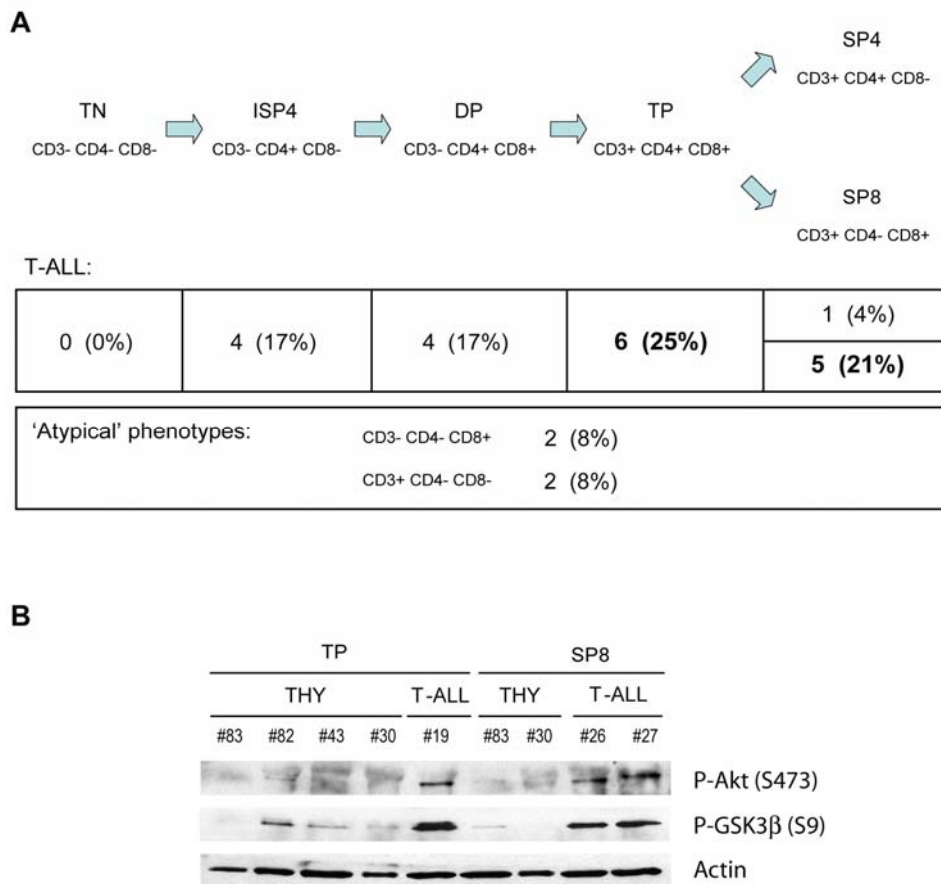 A
SP4
CD3+ CD4+ CD8-
TN
ISP4
DP
TP
CD3- CD4- CD8-
CD3- CD4+ CD8-
CD3- CD4+ CD8+
CD3+ CD4+ CD8+
SP8
CD3+ CD4- CD8+
T-ALL:
0 (0%)
4 (17%)
4 (17%)
6 (25%)
1 (4%)
5 (21%)
'Atypical' phenotypes:
CD3- CD4- CD8+ 2 (8%)
CD3+ CD4- CD8- 2 (8%)
B
TP SP8
THY T-ALL THY T-ALL
#83 #82 #43 #30 #19 #83 #30 #26 #27
P-Akt (S473)
P-GSK3β (S9)
Actin